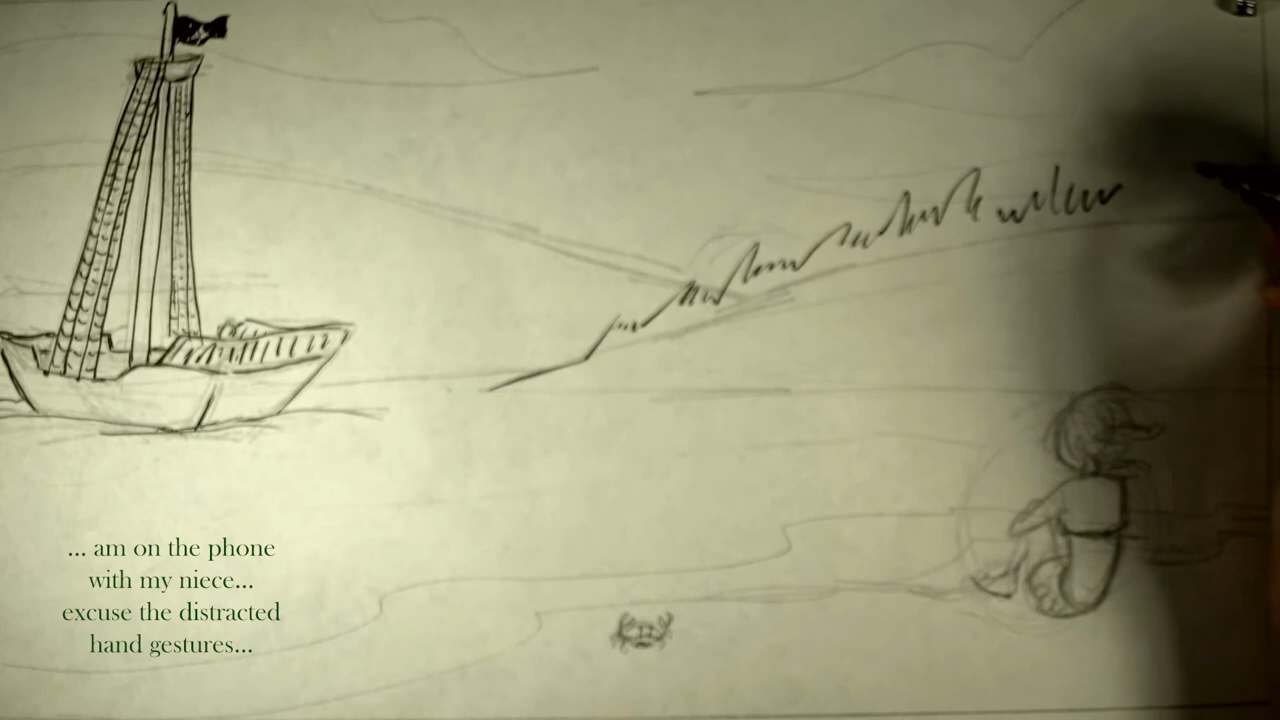 ... am on the phone
with my niece...
excuse the distracted
hand gestures...